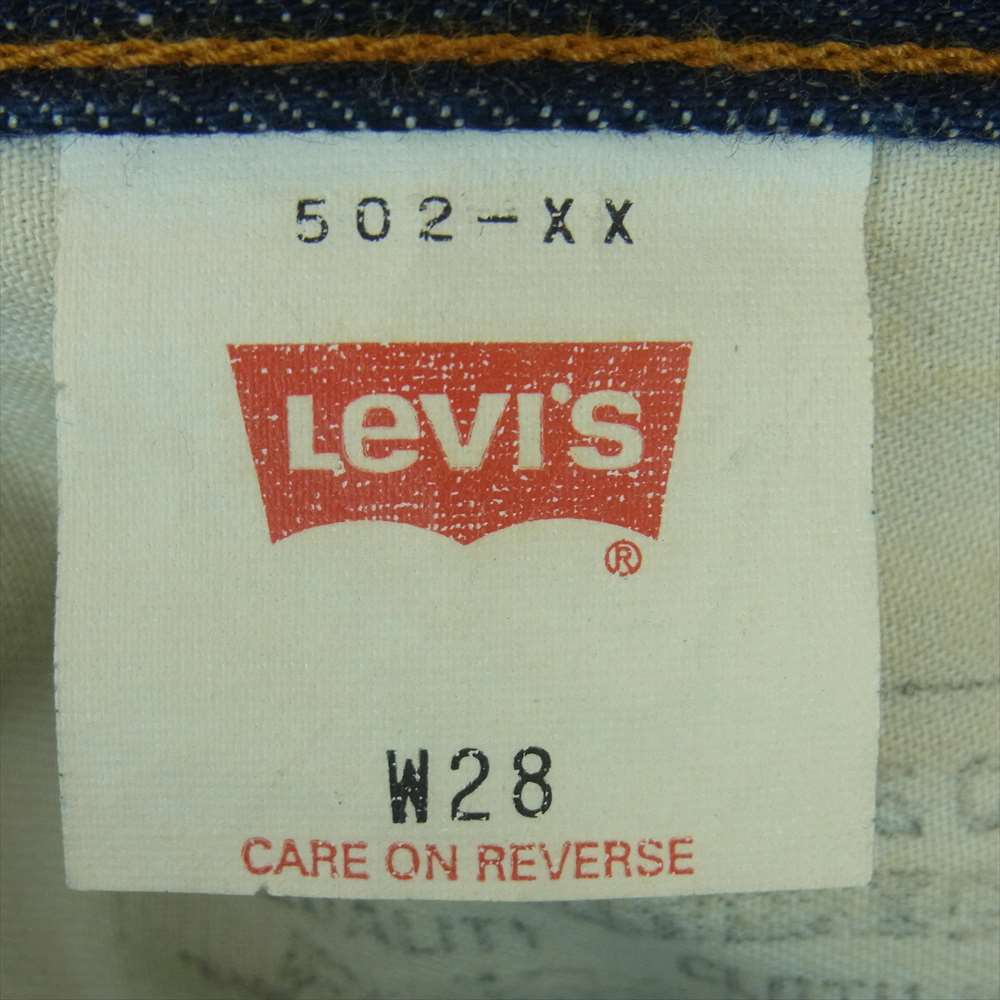 502-XX
Levi's
®
W28
CARE ON REVERSE